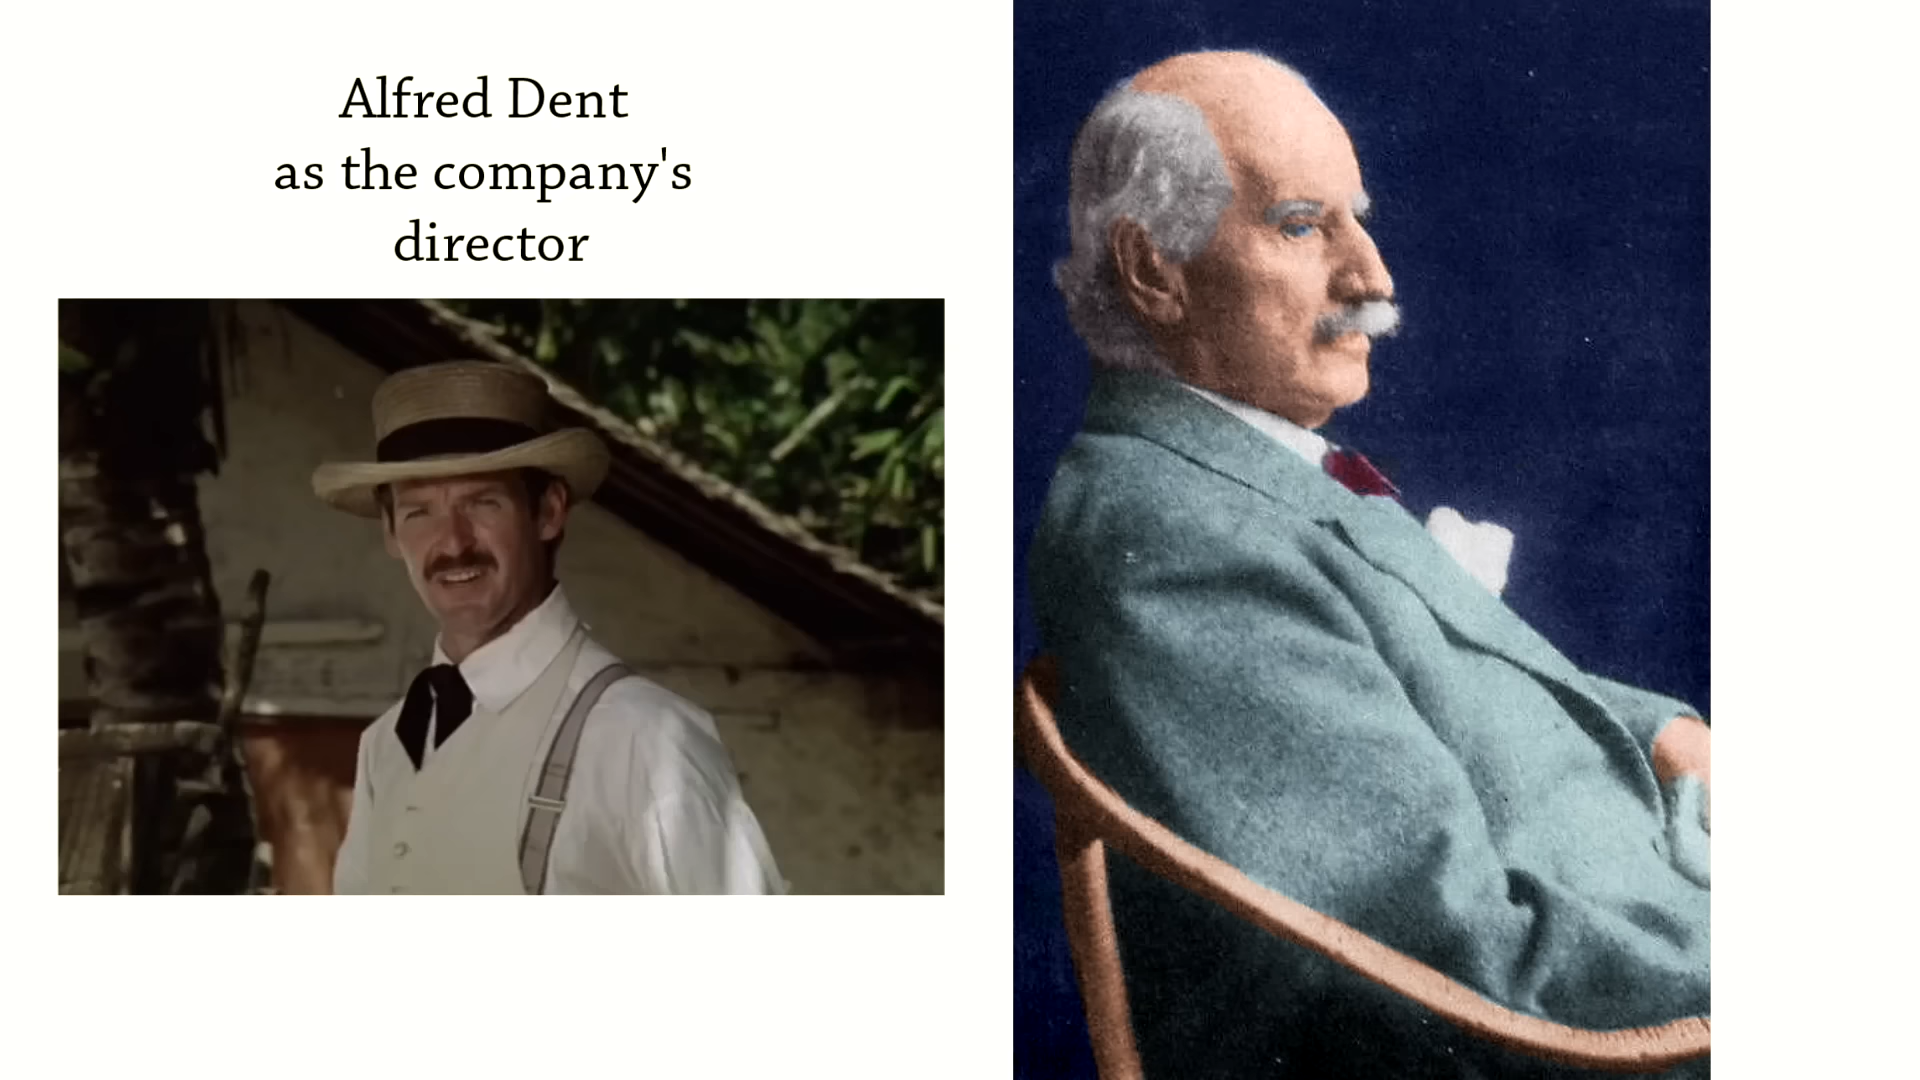 Alfred Dent
as the company's
director